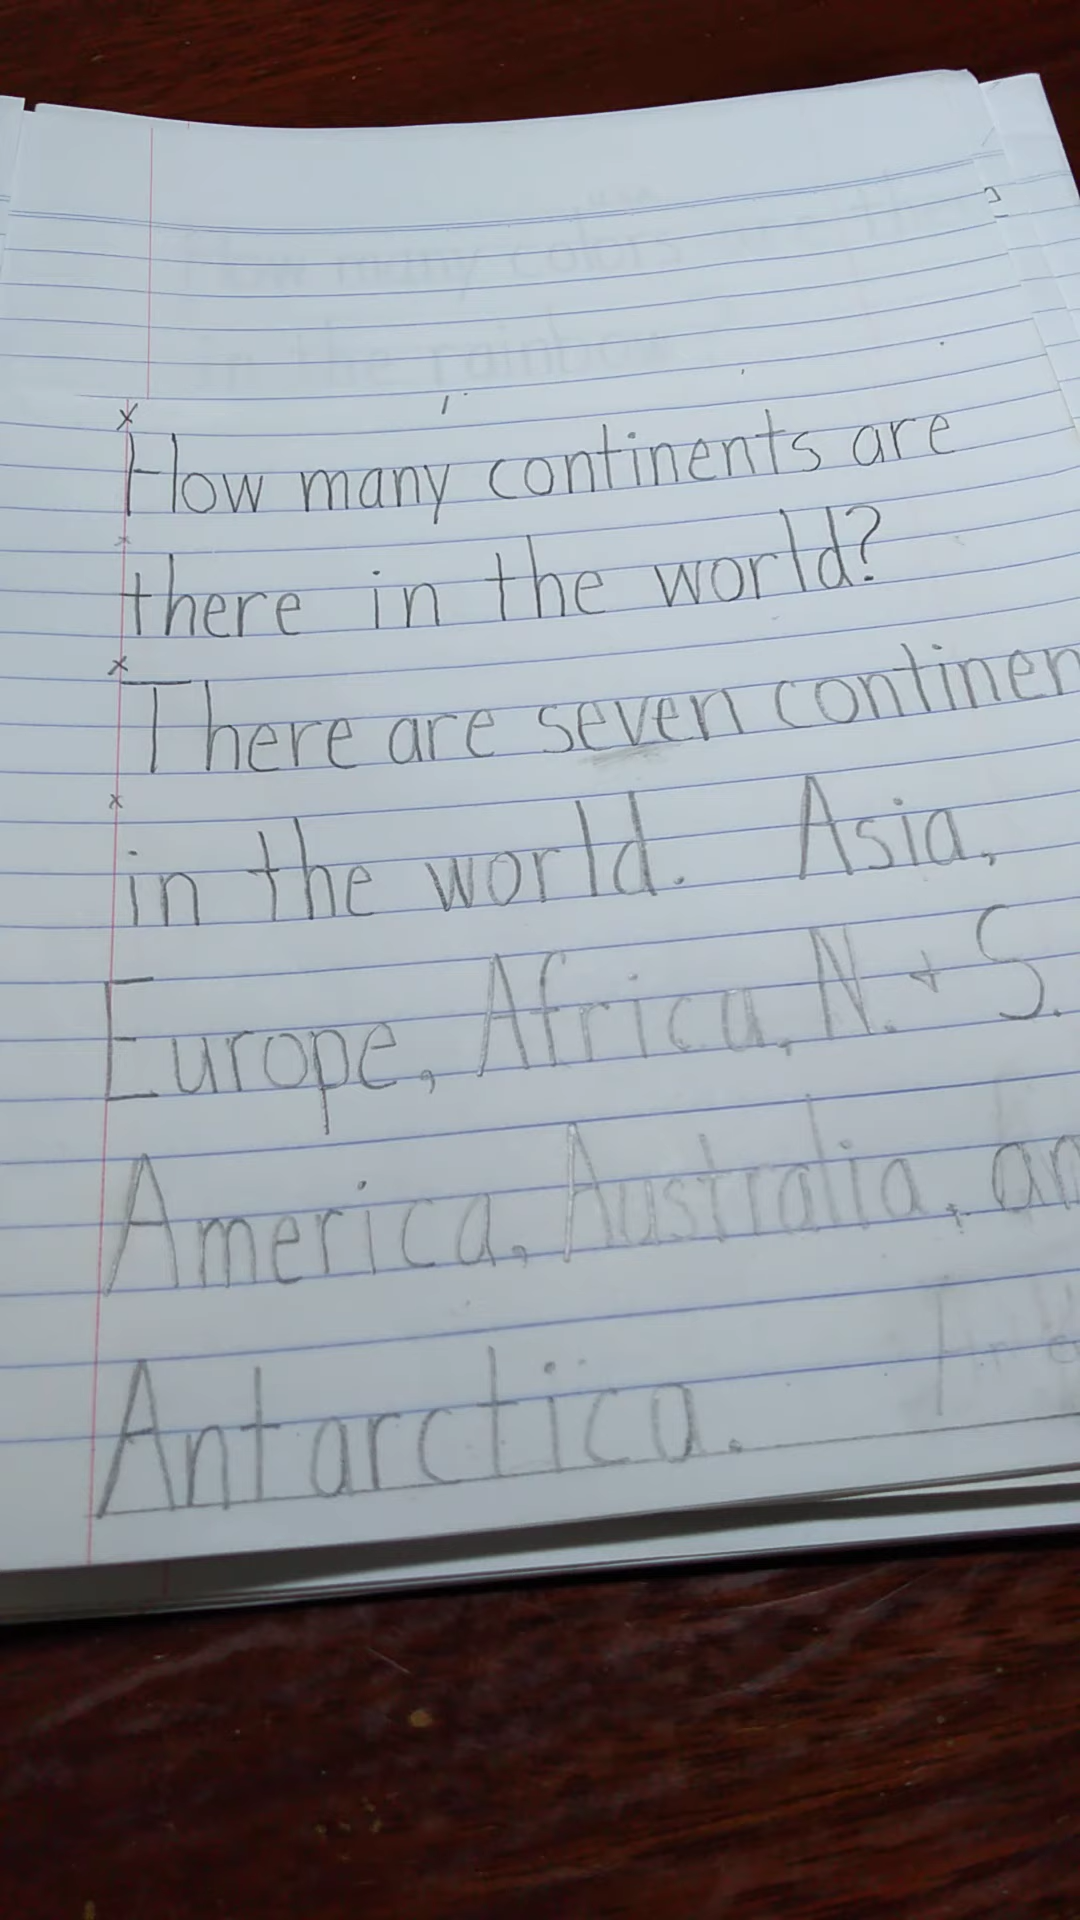 How many continents are
there in the world?
There are seven continen
in the world. Asia,
Europe, Africa, N. + S.
America, Australia, an
Antarctica.